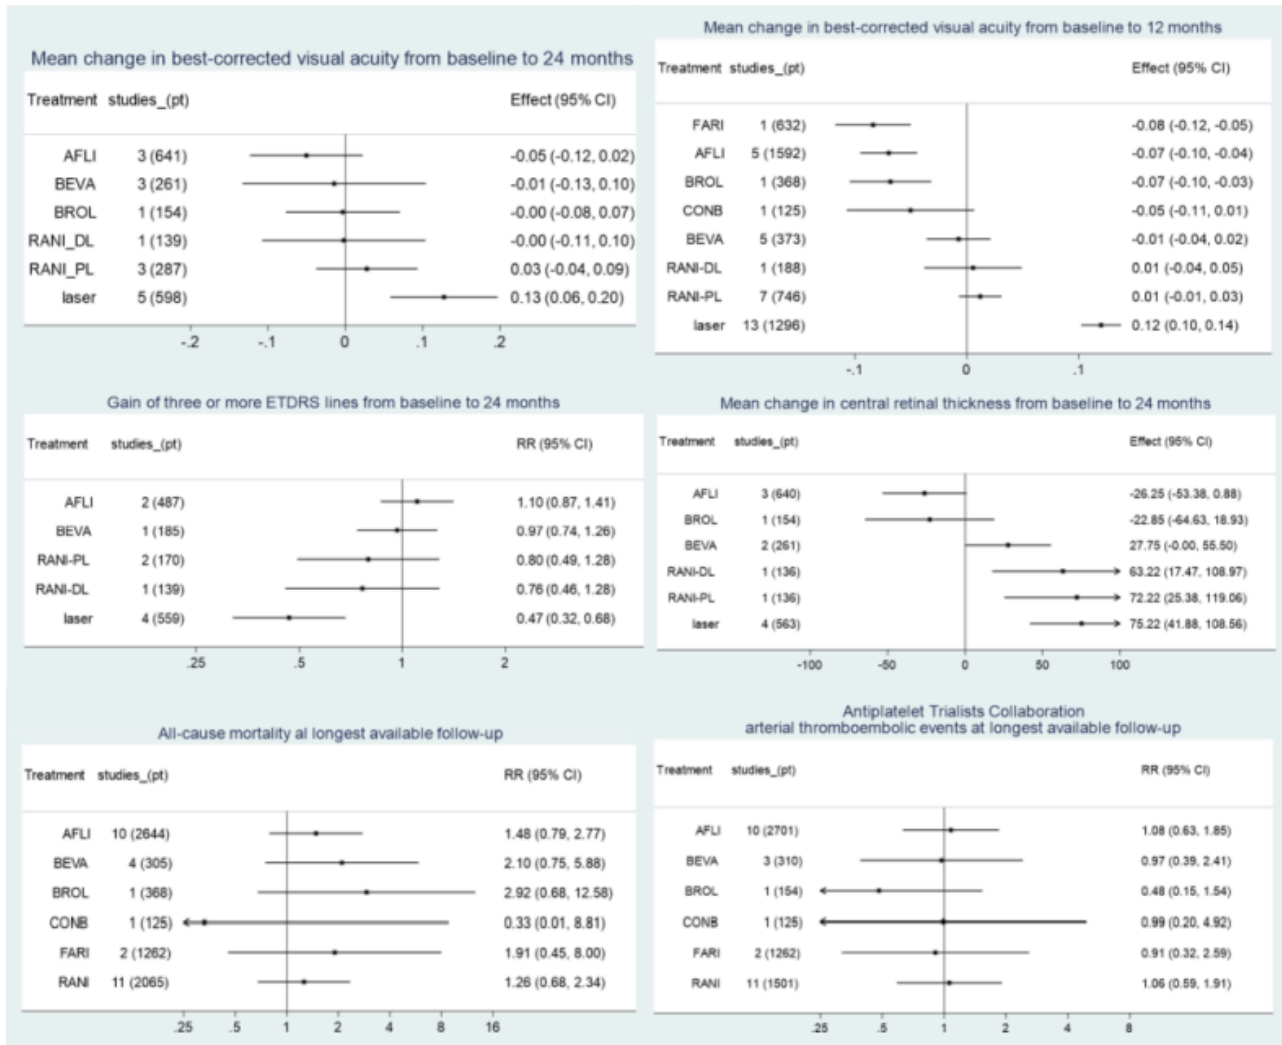 Mean change in best-corrected visual acuity from baseline to 24 months
Treatment studies_(pt) Effect (95% CI)
AFLI 3 (641) -0.05 (-0.12, 0.02)
BEVA 3 (261) -0.01 (-0.13, 0.10)
BROL 1 (154) -0.00 (-0.08, 0.07)
RANI_DL 1 (139) -0.00 (-0.11, 0.10)
RANI_PL 3 (287) 0.03 (-0.04, 0.09)
laser 5 (598) 0.13 (0.06, 0.20)
-.2 -.1 0 .1 .2
Mean change in best-corrected visual acuity from baseline to 12 months
Treatment studies_(pt) Effect (95% CI)
FARI 1 (632) -0.08 (-0.12, -0.05)
AFLI 5 (1592) -0.07 (-0.10, -0.04)
BROL 1 (368) -0.07 (-0.10, -0.03)
CONB 1 (125) -0.05 (-0.11, 0.01)
BEVA 5 (373) -0.01 (-0.04, 0.02)
RANI-DL 1 (188) 0.01 (-0.04, 0.05)
RANI-PL 7 (746) 0.01 (-0.01, 0.03)
laser 13 (1296) 0.12 (0.10, 0.14)
-.1 0 .1
Gain of three or more ETDRS lines from baseline to 24 months
Treatment studies_(pt) RR (95% CI)
AFLI 2 (487) 1.10 (0.87, 1.41)
BEVA 1 (185) 0.97 (0.74, 1.26)
RANI-PL 2 (170) 0.80 (0.49, 1.28)
RANI-DL 1 (139) 0.76 (0.46, 1.28)
laser 4 (559) 0.47 (0.32, 0.68)
.25 .5 1 2
Mean change in central retinal thickness from baseline to 24 months
Treatment studies_(pt) Effect (95% CI)
AFLI 3 (640) -26.25 (-53.38, 0.88)
BROL 1 (154) -22.85 (-64.63, 18.93)
BEVA 2 (261) 27.75 (-0.00, 55.50)
RANI-DL 1 (136) 63.22 (17.47, 108.97)
RANI-PL 1 (136) 72.22 (25.38, 119.06)
laser 4 (563) 75.22 (41.88, 108.56)
-100 -50 0 50 100
All-cause mortality al longest available follow-up
Treatment studies_(pt) RR (95% CI)
AFLI 10 (2644) 1.48 (0.79, 2.77)
BEVA 4 (305) 2.10 (0.75, 5.88)
BROL 1 (368) 2.92 (0.68, 12.58)
CONB 1 (125) 0.33 (0.01, 8.81)
FARI 2 (1262) 1.91 (0.45, 8.00)
RANI 11 (2065) 1.26 (0.68, 2.34)
.25 .5 1 2 4 8 16
Antiplatelet Trialists Collaboration
arterial thromboembolic events at longest available follow-up
Treatment studies_(pt) RR (95% CI)
AFLI 10 (2701) 1.08 (0.63, 1.85)
BEVA 3 (310) 0.97 (0.39, 2.41)
BROL 1 (154) 0.48 (0.15, 1.54)
CONB 1 (125) 0.99 (0.20, 4.92)
FARI 2 (1262) 0.91 (0.32, 2.59)
RANI 11 (1501) 1.06 (0.59, 1.91)
.25 .5 1 2 4 8